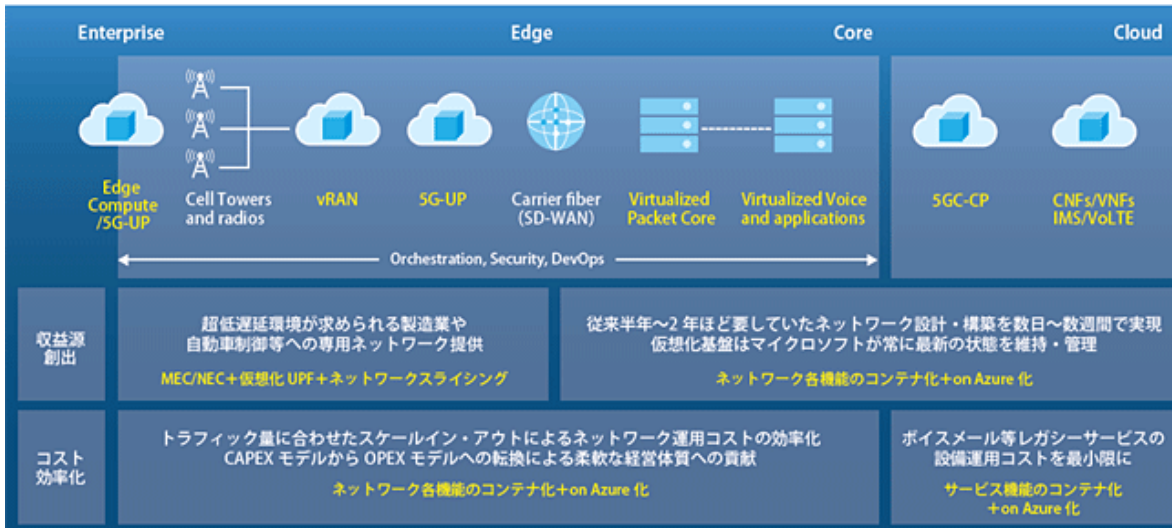 Enterprise
Edge
Core
Cloud
Edge
Compute
/5G-UP
Cell Towers
and radios
vRAN
5G-UP
Carrier fiber
(SD-WAN)
Virtualized
Packet Core
Virtualized Voice
and applications
5GC-CP
CNFs/VNFs
IMS/VoLTE
Orchestration, Security, DevOps
収益源
創出
超低遅延環境が求められる製造業や
自動車制御等への専用ネットワーク提供
MEC/NEC+仮想化 UPF+ネットワークスライシング
従来半年～2 年ほど要していたネットワーク設計・構築を数日～数週間で実現
仮想化基盤はマイクロソフトが常に最新の状態を維持・管理
ネットワーク各機能のコンテナ化+on Azure 化
コスト
効率化
トラフィック量に合わせたスケールイン・アウトによるネットワーク運用コストの効率化
CAPEX モデルから OPEX モデルへの転換による柔軟な経営体質への貢献
ネットワーク各機能のコンテナ化+on Azure 化
ボイスメール等レガシーサービスの
設備運用コストを最小限に
サービス機能のコンテナ化
+on Azure 化